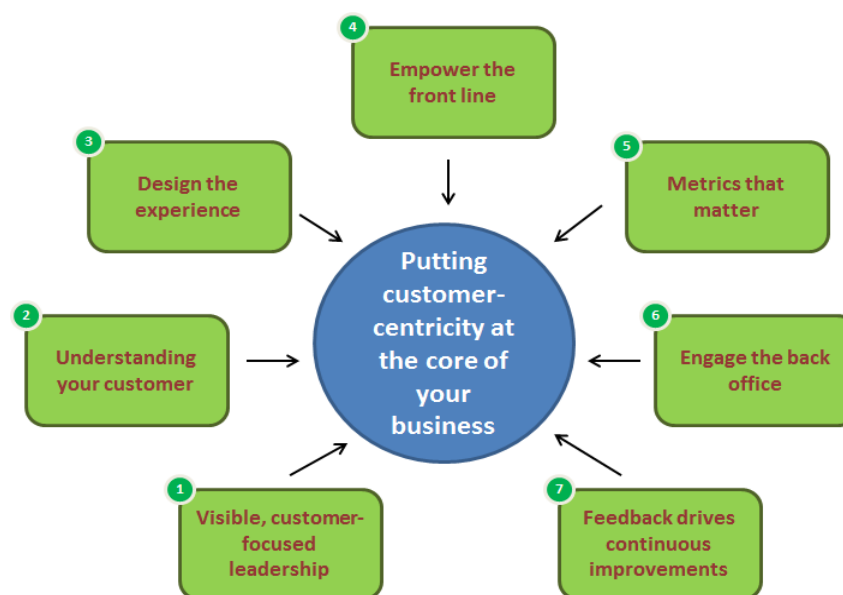 4
Empower the
front line
3
Design the
experience
5
Metrics that
matter
Putting
customer-
centricity at
the core of
your
business
2
Understanding
your customer
6
Engage the back
office
1
Visible, customer-
focused
leadership
7
Feedback drives
continuous
improvements